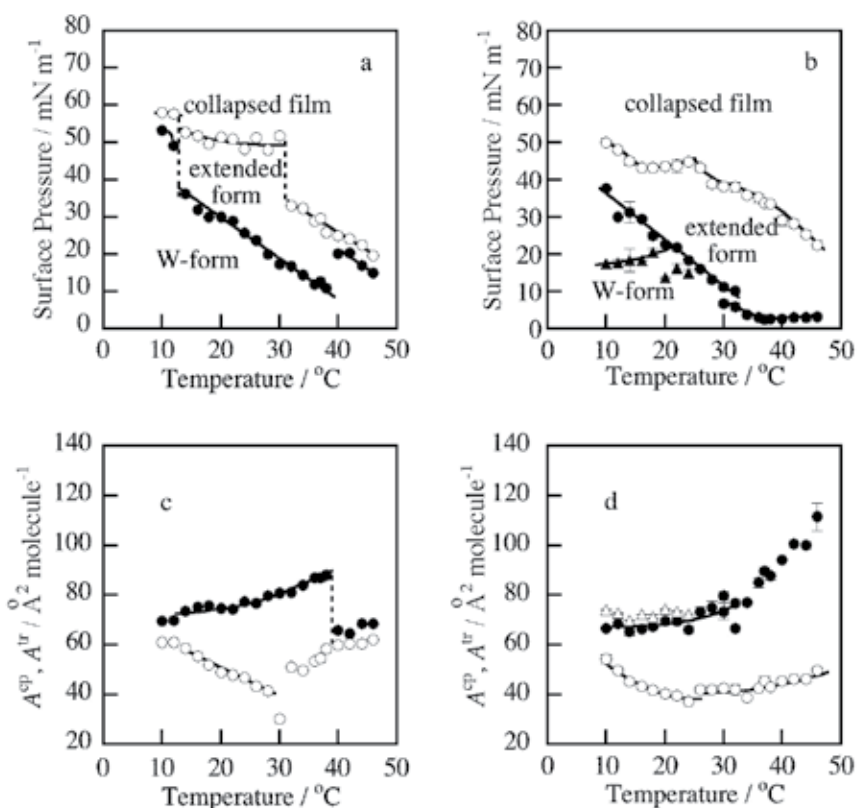 80
70
60
50
40
30
20
10
0
Surface Pressure / mN m⁻¹
a
collapsed film
extended
form
W-form
0 10 20 30 40 50
Temperature / °C
80
70
60
50
40
30
20
10
0
Surface Pressure / mN m⁻¹
b
collapsed film
extended
form
W-form
0 10 20 30 40 50
Temperature / °C
140
120
100
80
60
40
20
A^cp, A^tr / Å² molecule⁻¹
c
0 10 20 30 40 50
Temperature / °C
140
120
100
80
60
40
20
A^cp, A^tr / Å² molecule⁻¹
d
0 10 20 30 40 50
Temperature / °C